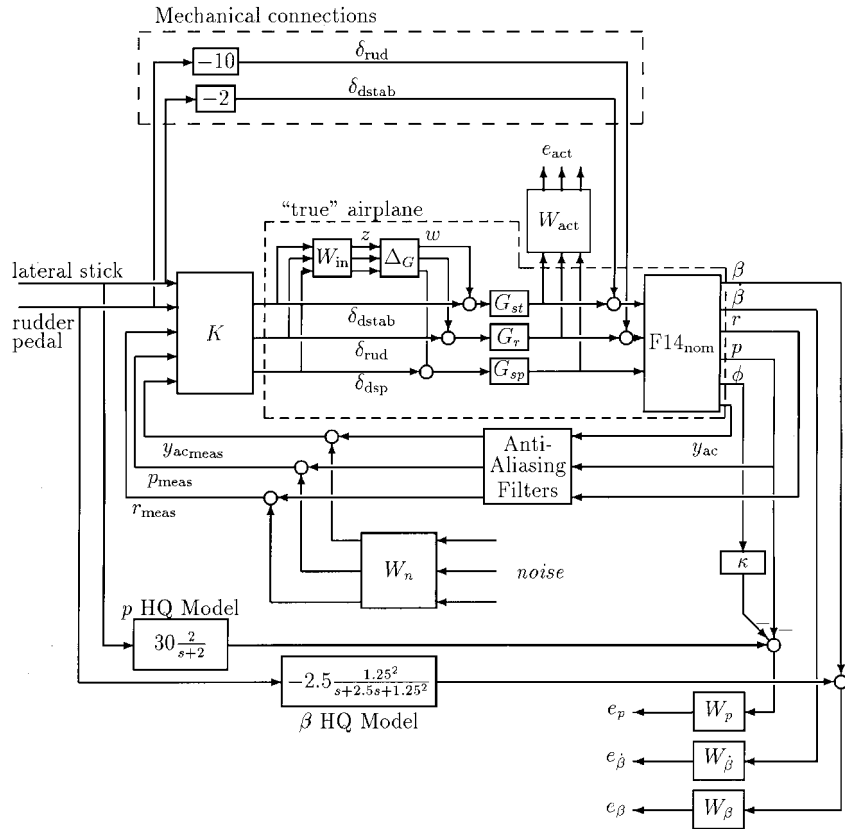 Mechanical connections
−10
δrud
−2
δdstab
eact
Wact
"true" airplane
z
w
Win
ΔG
lateral stick
rudder
pedal
K
δdstab
δrud
δdsp
Gst
Gr
Gsp
F14nom
β
β
r
p
ϕ
yac
yacmeas
pmeas
rmeas
Anti-
Aliasing
Filters
Wn
noise
κ
−
−
p HQ Model
30 2/(s+2)
−2.5 1.25²/(s+2.5s+1.25²)
β HQ Model
ep
Wp
eβ̇
Wβ̇
eβ
Wβ